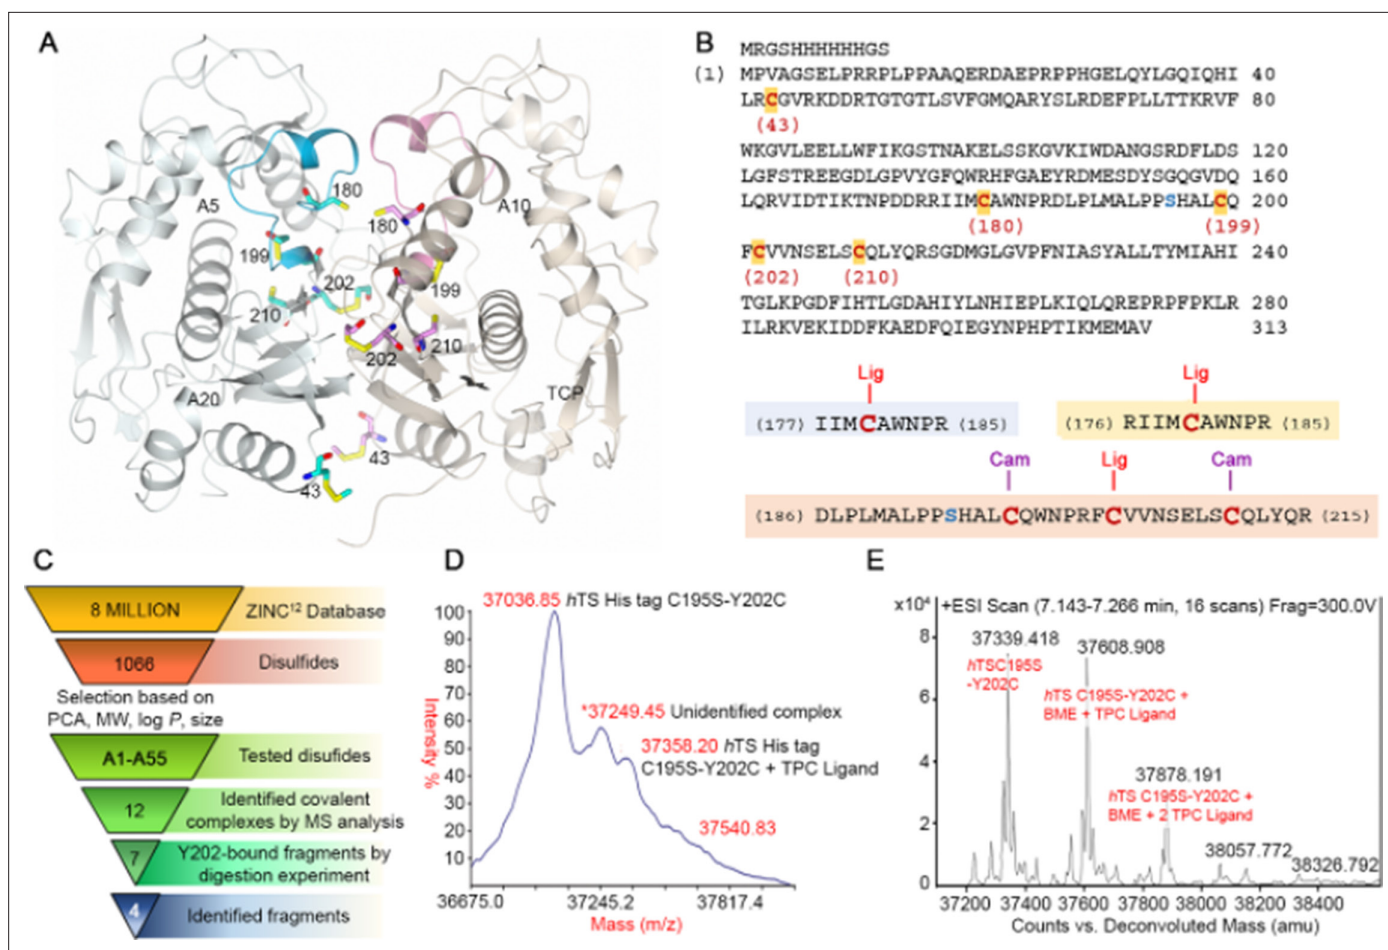 A
A5
A10
A20
TCP
180
180
199
199
202
202
210
210
43
43
B
MRGSHHHHHHGS
(1) MPVAGSELPRRPLPPAAQERDAEPRPPHGELQYLGQIQHI 40
LRCGVRKDDRTGTGTLSVFGMQARYSLRDEFPLLTTKRVF 80
(43)
WKGVLEELLWFIKGSTNAKELSSKGVKIWDANGSRDFLDS 120
LGFSTREEGDLGPVYGFQWRHFGAEYRDMESDYSGQGVDQ 160
LQRVIDTIKTNPDDRRIIMCAWNPRDLPLMALPPSHALCQ 200
(180) (199)
FCVVNSELSCQLYQRSGDMGLGVPFNIASYALLTYMIAHI 240
(202) (210)
TGLKPGDFIHTLGDAHIYLNHIEPLKIQLQREPRPFPKLR 280
ILRKVEKIDDFKAEDFQIEGYNPHPTIKMEMAV 313
Lig Lig
(177) IIMCAWNPR (185) (176) RIIMCAWNPR (185)
Cam Lig Cam
(186) DLPLMALPPSHALCQWNPRFCVVNSELSCQLYQR (215)
C
8 MILLION ZINC12 Database
1066 Disulfides
Selection based on
PCA, MW, log P, size
A1-A55 Tested disulfides
12 Identified covalent
complexes by MS analysis
7 Y202-bound fragments by
digestion experiment
4 Identified fragments
D
37036.85 hTS His tag C195S-Y202C
*37249.45 Unidentified complex
37358.20 hTS His tag
C195S-Y202C + TPC Ligand
37540.83
Intensity %
100
90
80
70
60
50
40
30
20
10
36675.0 37245.2 37817.4
Mass (m/z)
E
x10⁴ +ESI Scan (7.143-7.266 min, 16 scans) Frag=300.0V
8
6
4
2
0
37339.418
hTSC195S
-Y202C
37608.908
hTS C195S-Y202C +
BME + TPC Ligand
37878.191
hTS C195S-Y202C +
BME + 2 TPC Ligand
38057.772
38326.792
37200 37400 37600 37800 38000 38200 38400
Counts vs. Deconvoluted Mass (amu)